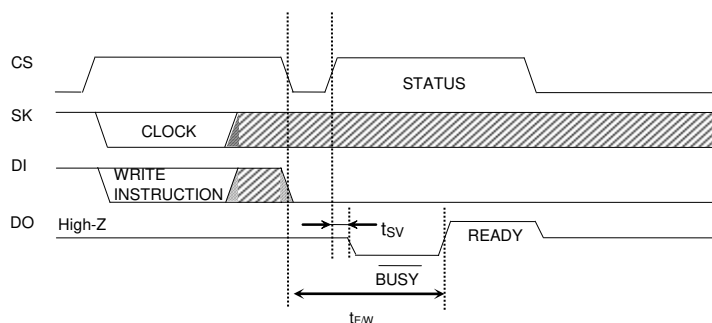 CS
STATUS
SK
CLOCK
DI
WRITE
INSTRUCTION
DO High-Z
tSV
READY
BUSY
tE/W